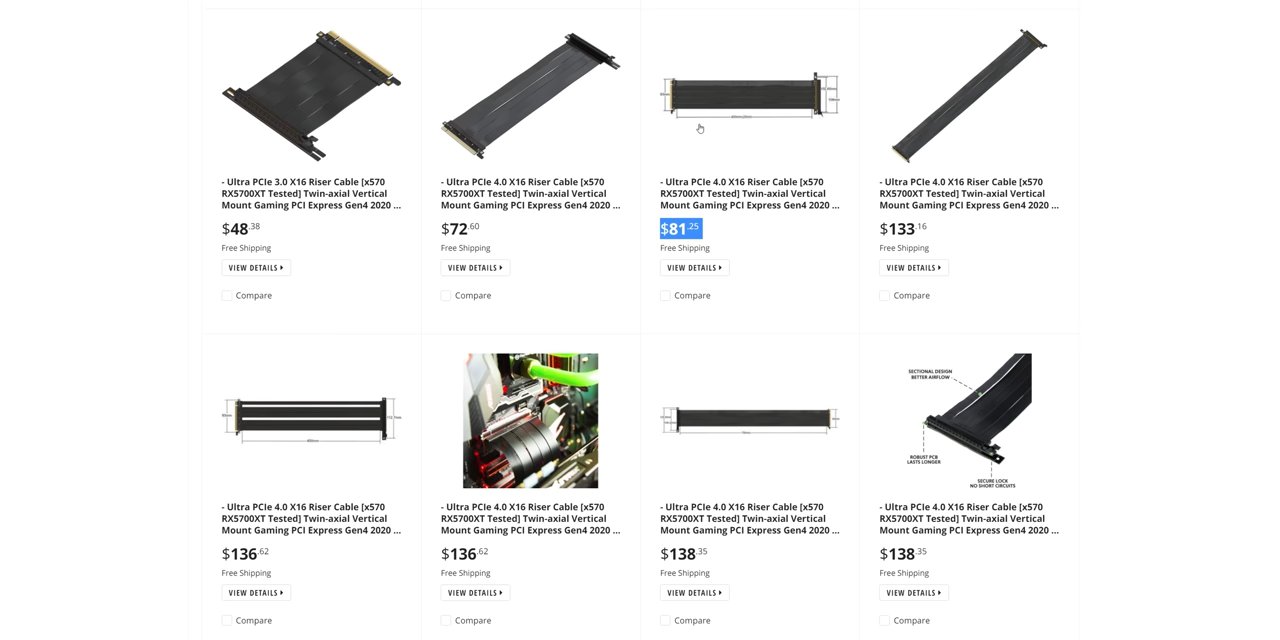 - Ultra PCIe 3.0 X16 Riser Cable [x570
RX5700XT Tested] Twin-axial Vertical
Mount Gaming PCI Express Gen4 2020 ...
$48.38
Free Shipping
VIEW DETAILS
Compare
- Ultra PCIe 4.0 X16 Riser Cable [x570
RX5700XT Tested] Twin-axial Vertical
Mount Gaming PCI Express Gen4 2020 ...
$72.60
Free Shipping
VIEW DETAILS
Compare
- Ultra PCIe 4.0 X16 Riser Cable [x570
RX5700XT Tested] Twin-axial Vertical
Mount Gaming PCI Express Gen4 2020 ...
$81.25
Free Shipping
VIEW DETAILS
Compare
- Ultra PCIe 4.0 X16 Riser Cable [x570
RX5700XT Tested] Twin-axial Vertical
Mount Gaming PCI Express Gen4 2020 ...
$133.16
Free Shipping
VIEW DETAILS
Compare
- Ultra PCIe 4.0 X16 Riser Cable [x570
RX5700XT Tested] Twin-axial Vertical
Mount Gaming PCI Express Gen4 2020 ...
$136.62
Free Shipping
VIEW DETAILS
Compare
- Ultra PCIe 4.0 X16 Riser Cable [x570
RX5700XT Tested] Twin-axial Vertical
Mount Gaming PCI Express Gen4 2020 ...
$136.62
Free Shipping
VIEW DETAILS
Compare
- Ultra PCIe 4.0 X16 Riser Cable [x570
RX5700XT Tested] Twin-axial Vertical
Mount Gaming PCI Express Gen4 2020 ...
$138.35
Free Shipping
VIEW DETAILS
Compare
SECTIONAL DESIGN
BETTER AIRFLOW
ROBUST PCB
LASTS LONGER
SECURE LOCK
NO SHORT CIRCUITS
- Ultra PCIe 4.0 X16 Riser Cable [x570
RX5700XT Tested] Twin-axial Vertical
Mount Gaming PCI Express Gen4 2020 ...
$138.35
Free Shipping
VIEW DETAILS
Compare